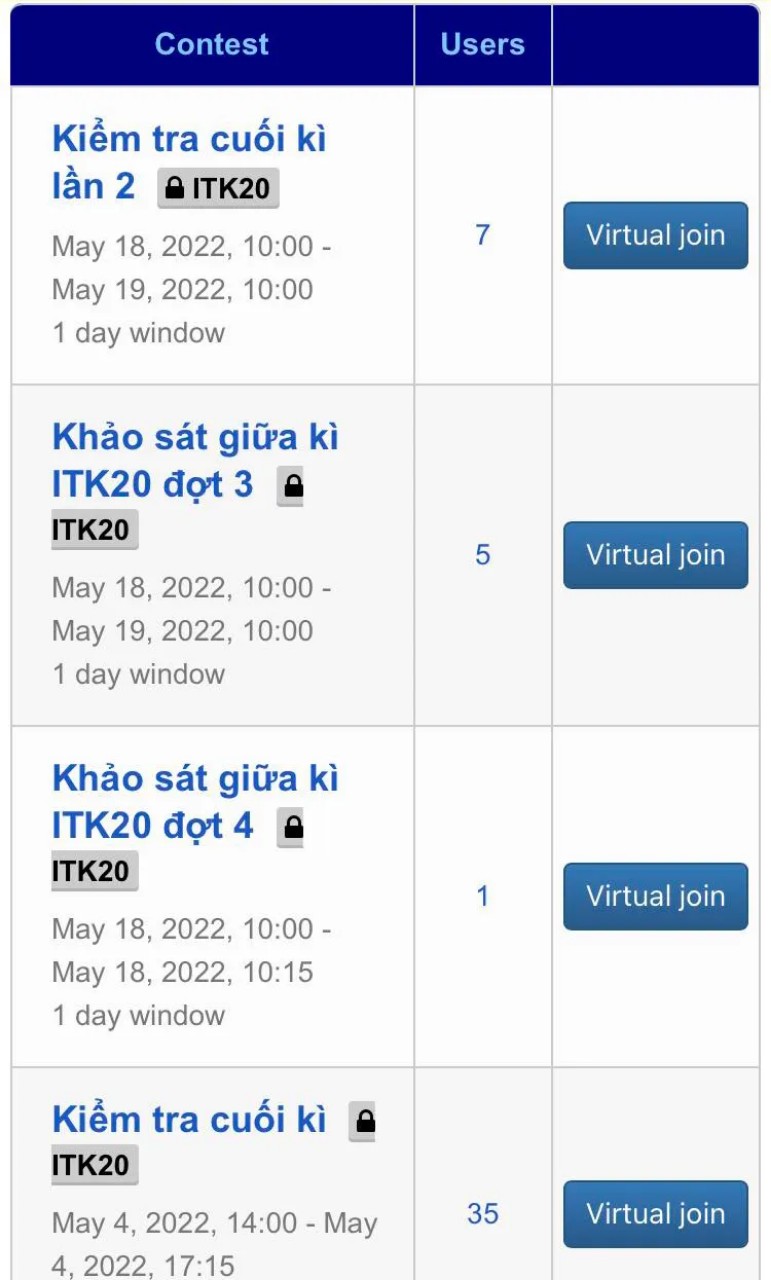 Contest Users
Kiểm tra cuối kì
lần 2 ITK20
May 18, 2022, 10:00 -
May 19, 2022, 10:00
1 day window
7
Virtual join
Khảo sát giữa kì
ITK20 đợt 3
ITK20
May 18, 2022, 10:00 -
May 19, 2022, 10:00
1 day window
5
Virtual join
Khảo sát giữa kì
ITK20 đợt 4
ITK20
May 18, 2022, 10:00 -
May 18, 2022, 10:15
1 day window
1
Virtual join
Kiểm tra cuối kì
ITK20
May 4, 2022, 14:00 - May
4, 2022, 17:15
35
Virtual join